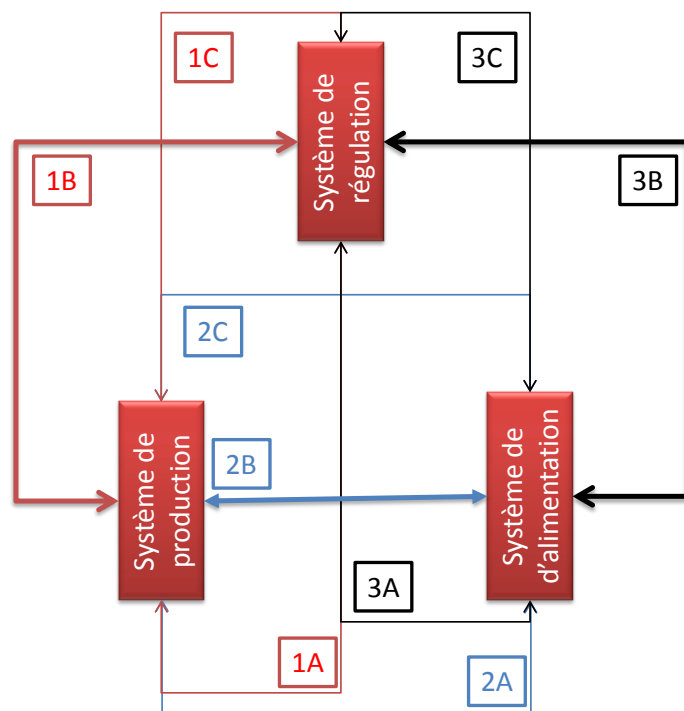 1C
3C
Système de
régulation
1B
3B
2C
Système de
production
2B
Système de
d’alimentation
3A
1A
2A